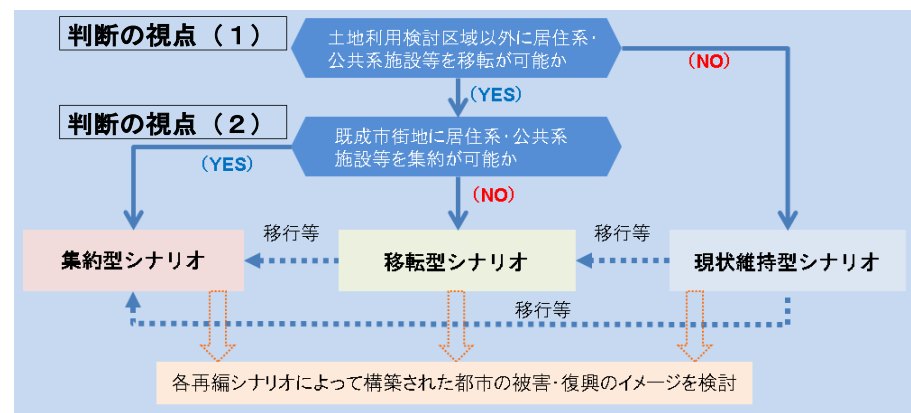 判断の視点（１）
土地利用検討区域以外に居住系・
公共系施設等を移転が可能か
（NO）
（YES）
判断の視点（２）
既成市街地に居住系・公共系
施設等を集約が可能か
（YES）
（NO）
移行等
移行等
集約型シナリオ
移転型シナリオ
現状維持型シナリオ
移行等
各再編シナリオによって構築された都市の被害・復興のイメージを検討